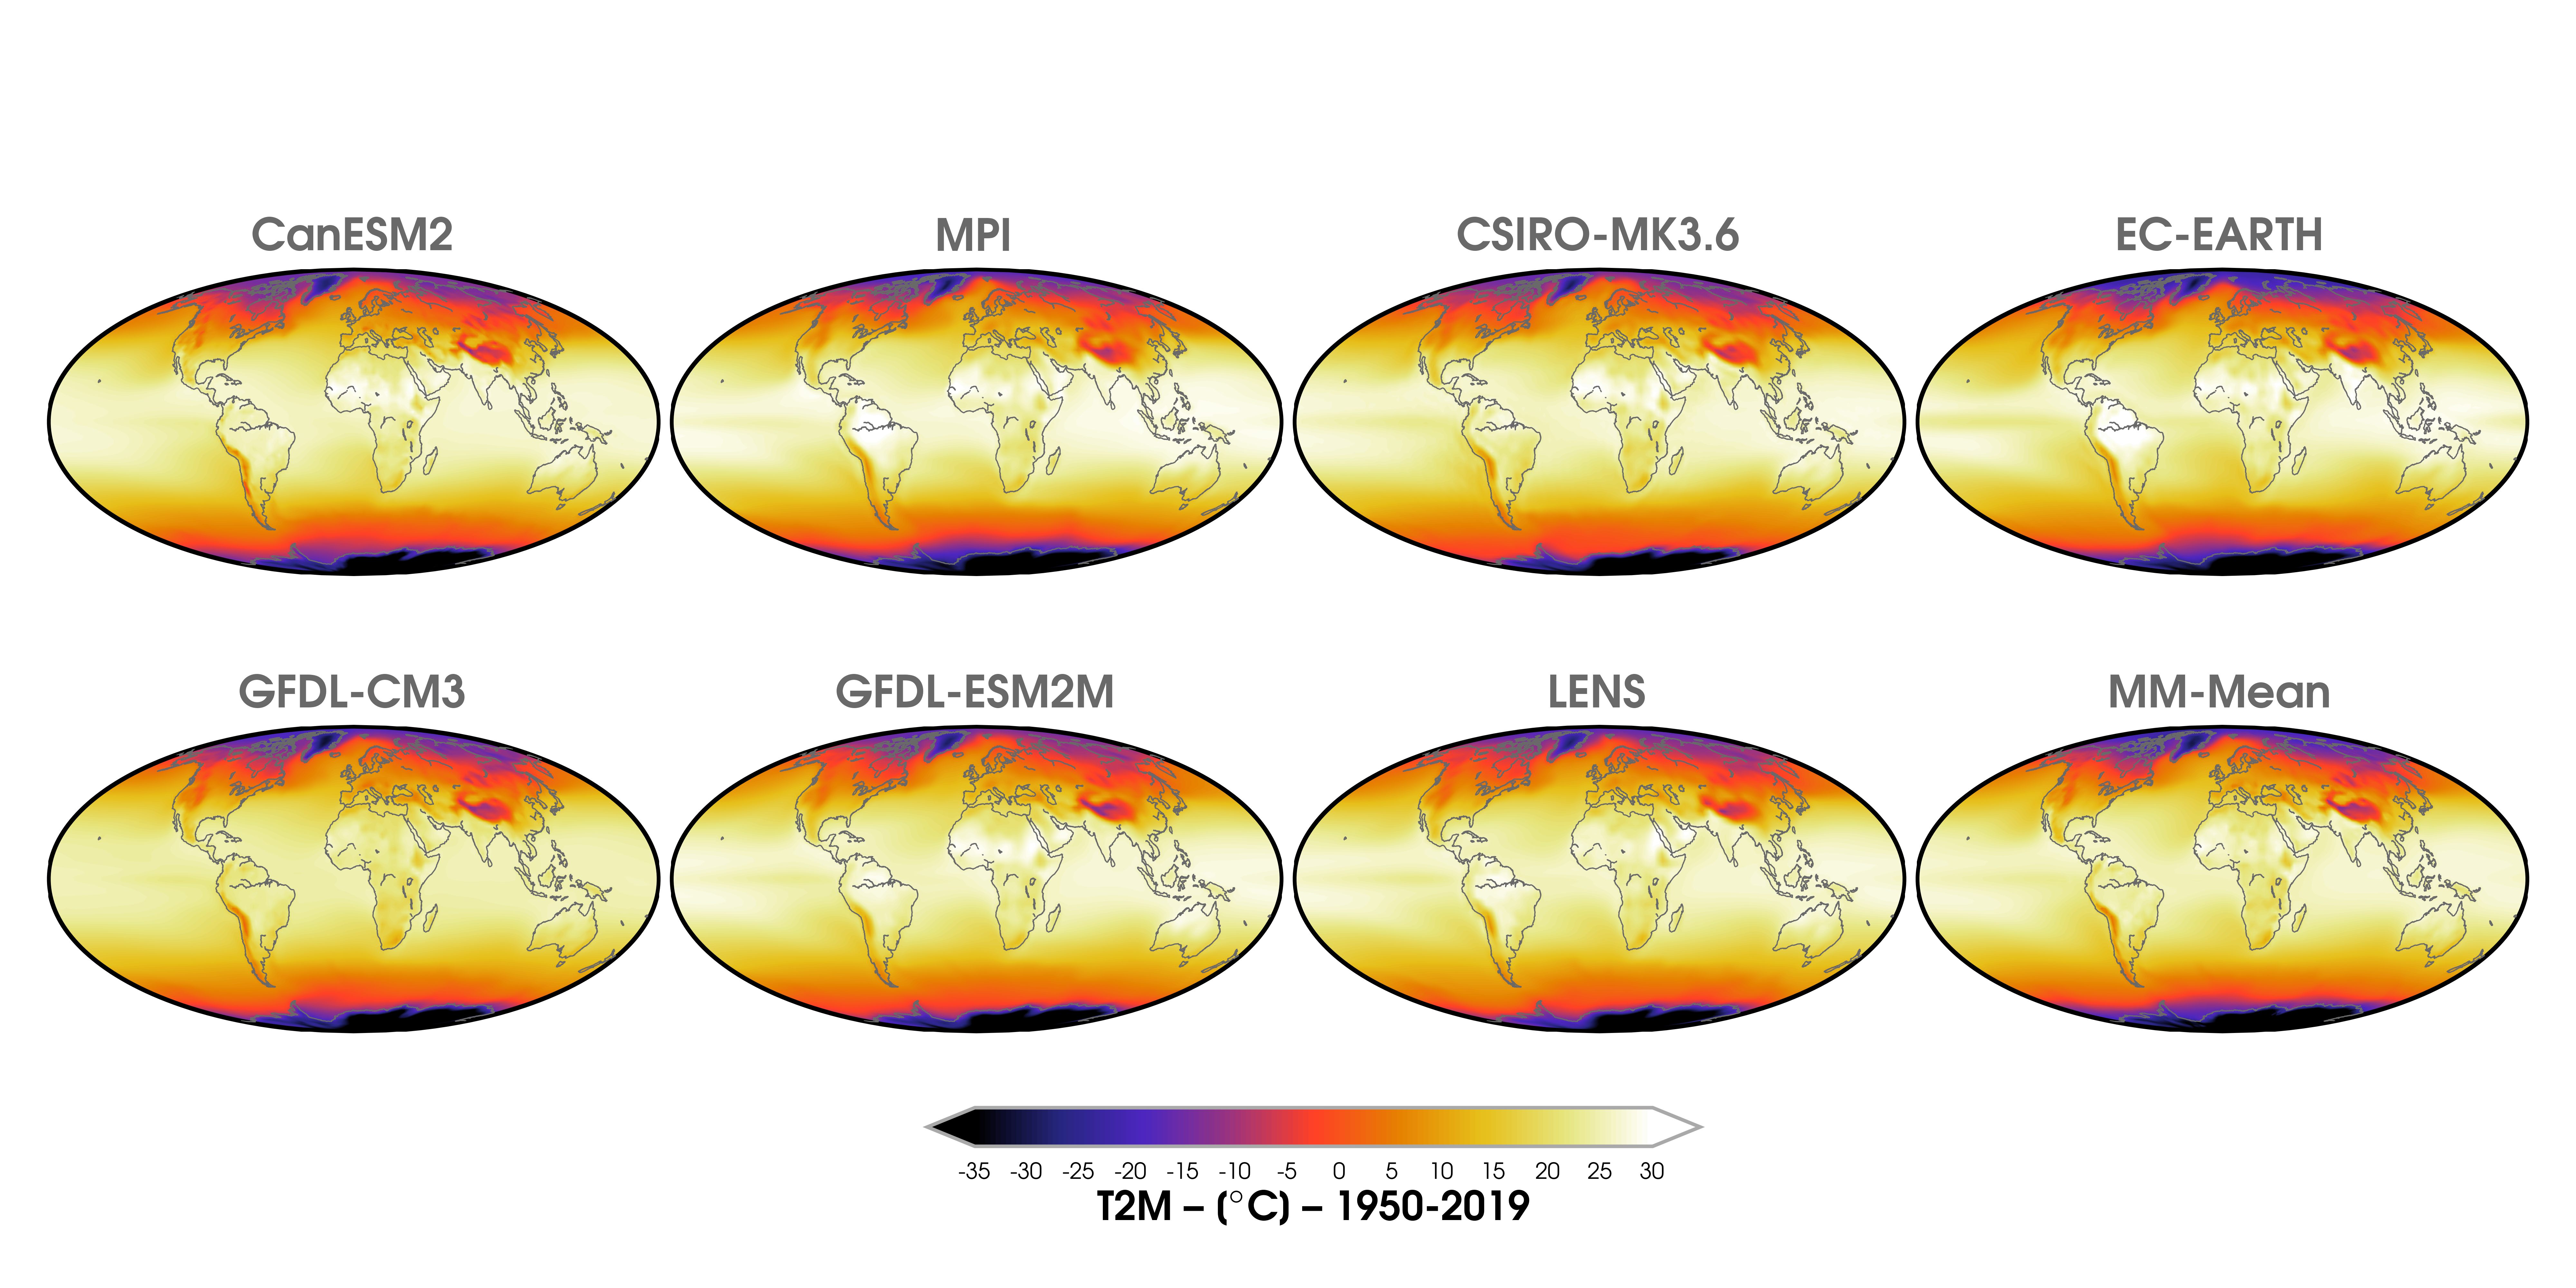 CanESM2 MPI CSIRO-MK3.6 EC-EARTH
GFDL-CM3 GFDL-ESM2M LENS MM-Mean
-35 -30 -25 -20 -15 -10 -5 0 5 10 15 20 25 30
T2M – (°C) – 1950-2019